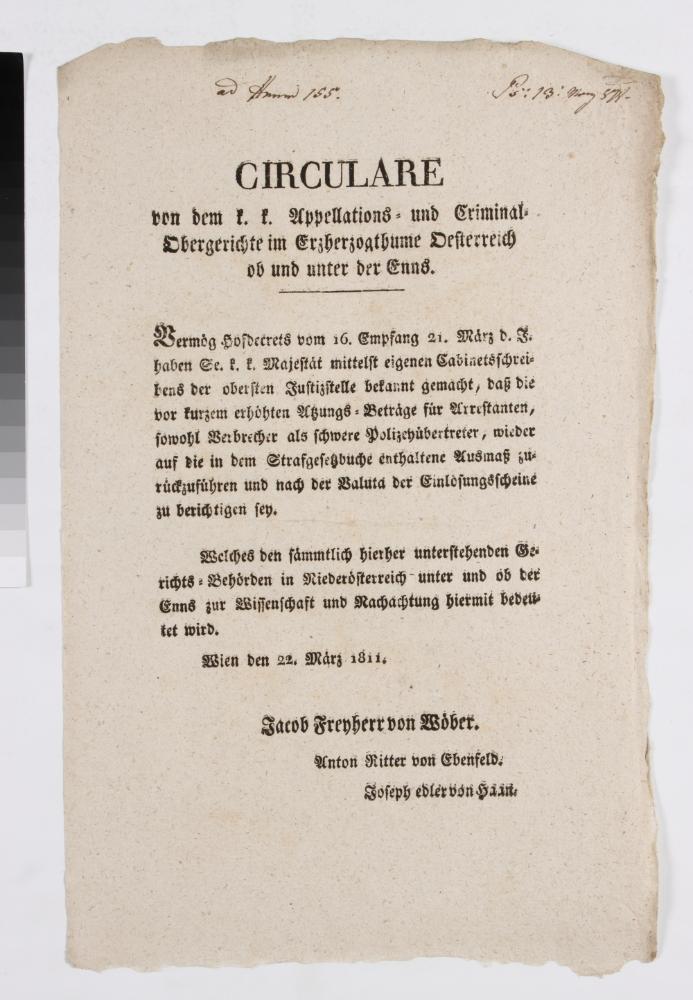 ad 155.
13:
CIRCULARE
von dem k. k. Appellations- und Criminal-
Obergerichte im Erzherzogthume Oesterreich
ob und unter der Enns.
Vermög Hofdecrets vom 16. Empfang 21. März d. J.
haben Se. k. k. Majestät mittelst eigenen Cabinetsschrei-
bens der obersten Justizstelle bekannt gemacht, daß die
vor kurzem erhöhten Atzungs-Beträge für Arrestanten,
sowohl Verbrecher als schwere Polizeyübertreter, wieder
auf die in dem Strafgesetzbuche enthaltene Ausmaß zu-
rückzuführen und nach der Valuta der Einlösungsscheine
zu berichtigen sey.
Welches den sämmtlich hierher unterstehenden Ge-
richts-Behörden in Niederösterreich unter und ob der
Enns zur Wissenschaft und Nachachtung hiermit bedeu-
tet wird.
Wien den 22. März 1811.
Jacob Freyherr von Wöber.
Anton Ritter von Ebenfeld.
Joseph edler von Haan.